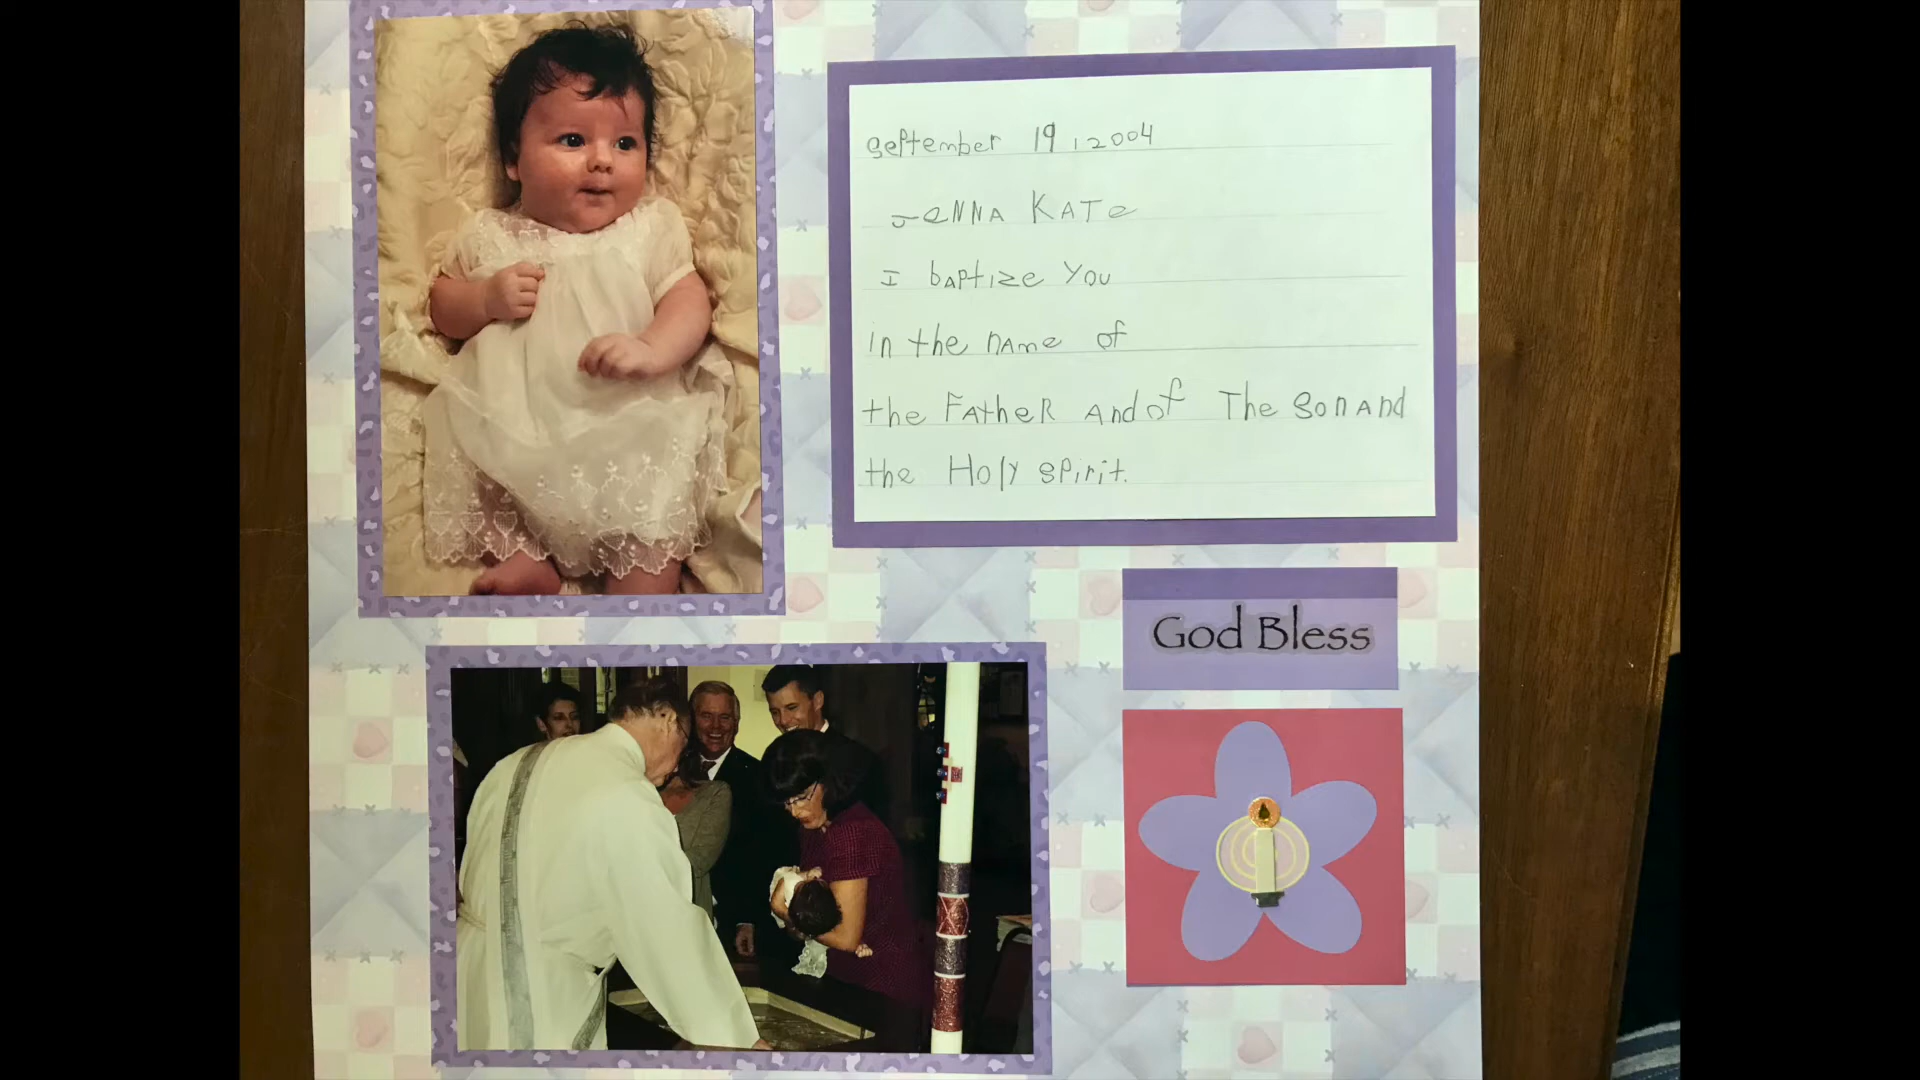 September 19, 2004
JeNNA KATe
I bAptize You
in the nAme of
the FAtheR And of The Son And
the Holy Spirit.
God Bless